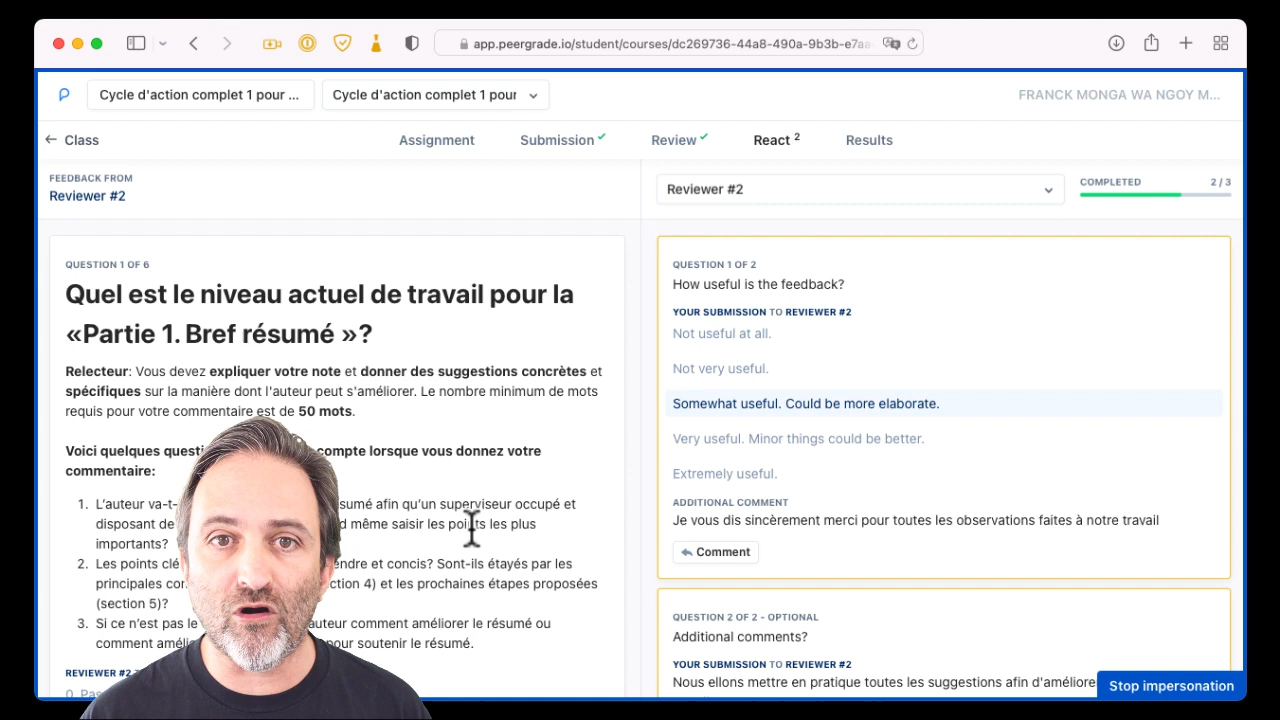 app.peergrade.io/student/courses/dc269736-44a8-490a-9b3b-e7aa
Cycle d'action complet 1 pour ...
Cycle d'action complet 1 pour
FRANCK MONGA WA NGOY M...
Class
Assignment
Submission
Review
React 2
Results
FEEDBACK FROM
Reviewer #2
Reviewer #2
COMPLETED
2 / 3
QUESTION 1 OF 6
Quel est le niveau actuel de travail pour la
«Partie 1. Bref résumé »?
Relecteur: Vous devez expliquer votre note et donner des suggestions concrètes et
spécifiques sur la manière dont l'auteur peut s'améliorer. Le nombre minimum de mots
requis pour votre commentaire est de 50 mots.
Voici quelques questi compte lorsque vous donnez votre
commentaire:
1. L'auteur va-t- sumé afin qu'un superviseur occupé et
disposant de d même saisir les points les plus
importants?
2. Les points clé endre et concis? Sont-ils étayés par les
principales con ction 4) et les prochaines étapes proposées
(section 5)?
3. Si ce n'est pas le auteur comment améliorer le résumé ou
comment amélio pour soutenir le résumé.
REVIEWER #2
0. Pas
QUESTION 1 OF 2
How useful is the feedback?
YOUR SUBMISSION TO REVIEWER #2
Not useful at all.
Not very useful.
Somewhat useful. Could be more elaborate.
Very useful. Minor things could be better.
Extremely useful.
ADDITIONAL COMMENT
Je vous dis sincèrement merci pour toutes les observations faites à notre travail
Comment
QUESTION 2 OF 2 - OPTIONAL
Additional comments?
YOUR SUBMISSION TO REVIEWER #2
Nous ellons mettre en pratique toutes les suggestions afin d'améliore
Stop impersonation